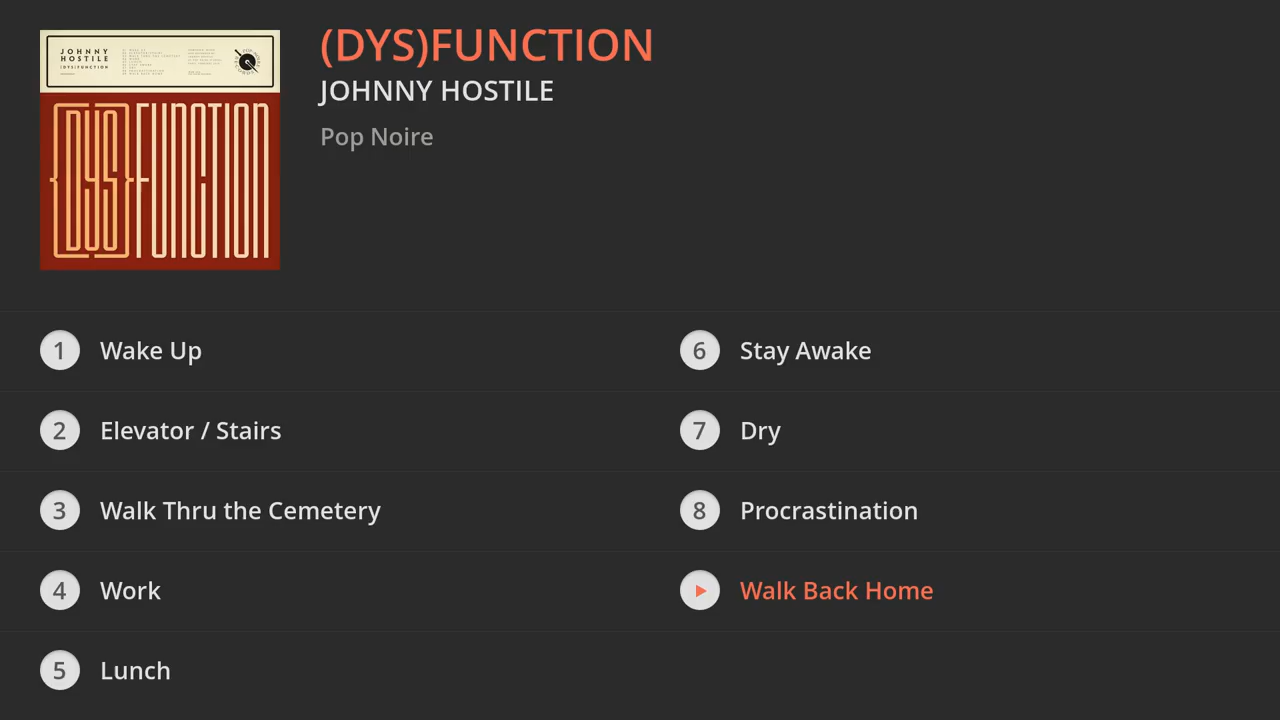 JOHNNY
HOSTILE
(DYS)FUNCTION
{DYS}FUNCTION
(DYS)FUNCTION
JOHNNY HOSTILE
Pop Noire
1 Wake Up
2 Elevator / Stairs
3 Walk Thru the Cemetery
4 Work
5 Lunch
6 Stay Awake
7 Dry
8 Procrastination
Walk Back Home